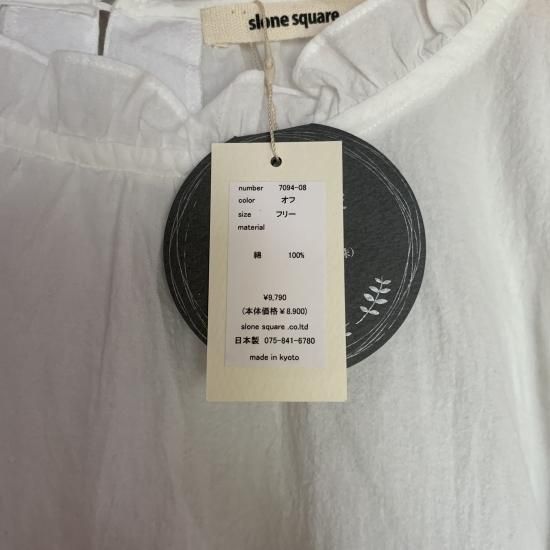 slone square
number 7094-08
color オフ
size フリー
material
綿 100%
¥9,790
(本体価格¥8.900)
slone square .co.ltd
日本製 075-841-6780
made in kyoto